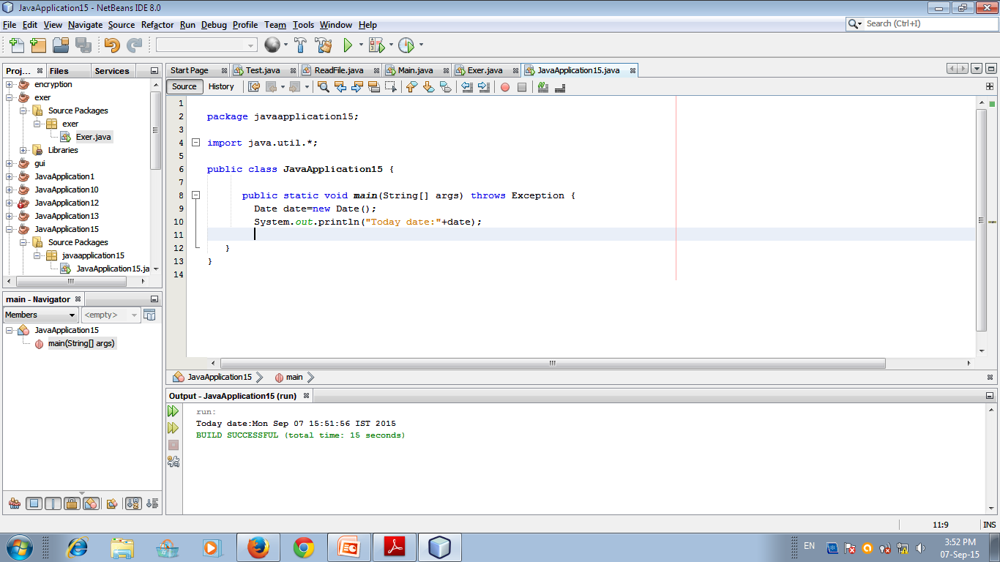 JavaApplication15 - NetBeans IDE 8.0
File Edit View Navigate Source Refactor Run Debug Profile Team Tools Window Help
Search (Ctrl+I)
Proj... Files Services
encryption
exer
Source Packages
exer
Exer.java
Libraries
gui
JavaApplication1
JavaApplication10
JavaApplication12
JavaApplication13
JavaApplication15
Source Packages
javaapplication15
JavaApplication15.ja
main - Navigator
Members <empty>
JavaApplication15
main(String[] args)
Start Page Test.java ReadFile.java Main.java Exer.java JavaApplication15.java
Source History
1
2 package javaapplication15;
3
4 import java.util.*;
5
6 public class JavaApplication15 {
7
8 public static void main(String[] args) throws Exception {
9 Date date=new Date();
10 System.out.println("Today date:"+date);
11
12 }
13 }
14
JavaApplication15 main
Output - JavaApplication15 (run)
run:
Today date:Mon Sep 07 15:51:56 IST 2015
BUILD SUCCESSFUL (total time: 15 seconds)
11:9 INS
EN
3:52 PM
07-Sep-15